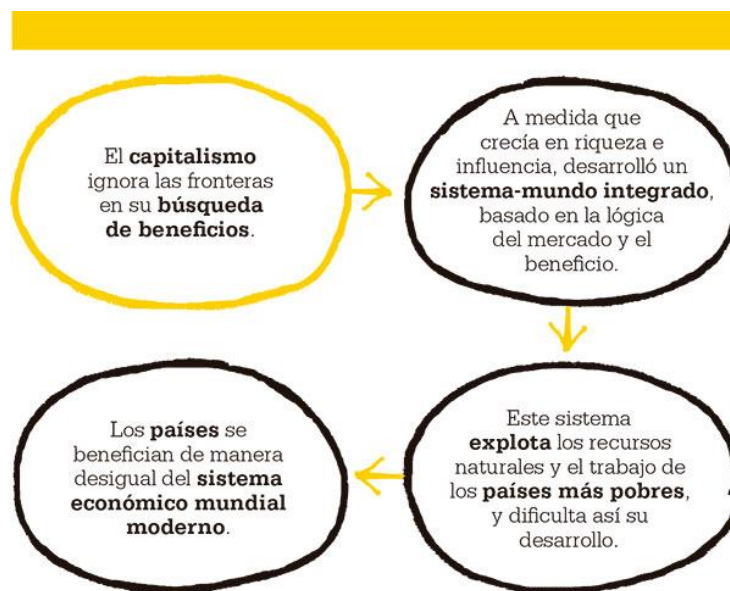 El capitalismo
ignora las fronteras
en su búsqueda
de beneficios.
A medida que
crecía en riqueza e
influencia, desarrolló un
sistema-mundo integrado,
basado en la lógica
del mercado y el
beneficio.
Este sistema
explota los recursos
naturales y el trabajo de
los países más pobres,
y dificulta así su
desarrollo.
Los países se
benefician de manera
desigual del sistema
económico mundial
moderno.